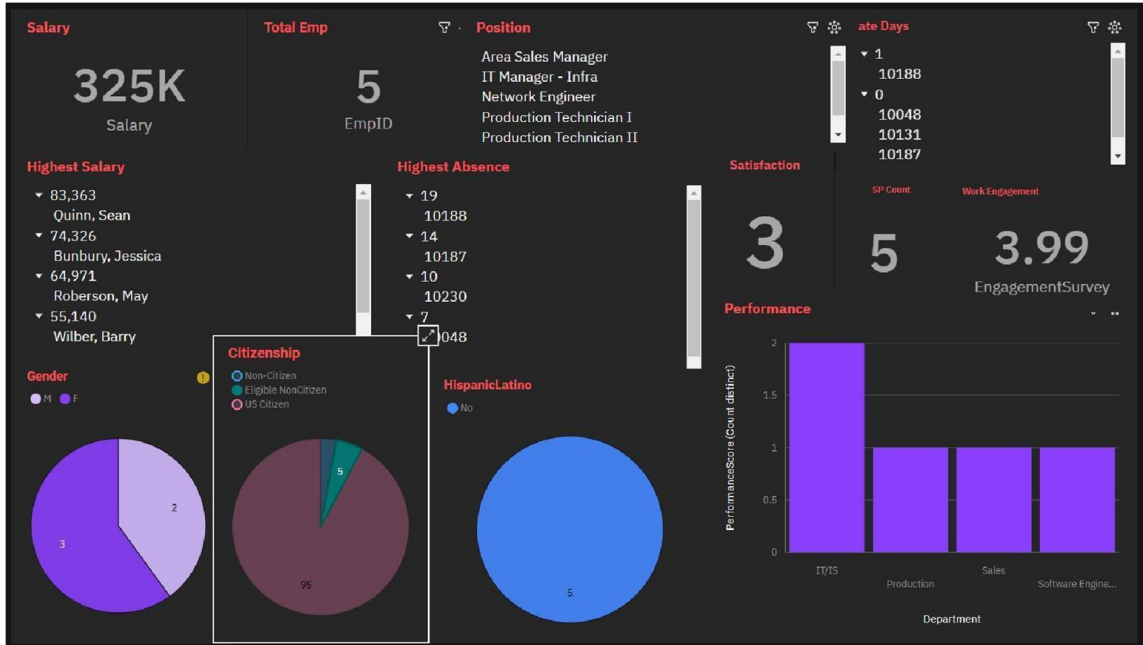 Salary
325K
Salary
Total Emp
5
EmpID
Position
Area Sales Manager
IT Manager - Infra
Network Engineer
Production Technician I
Production Technician II
ate Days
1
10188
0
10048
10131
10187
Highest Salary
83,363
Quinn, Sean
74,326
Bunbury, Jessica
64,971
Roberson, May
55,140
Wilber, Barry
Highest Absence
19
10188
14
10187
10
10230
7
0048
Satisfaction
3
SP Count
5
Work Engagement
3.99
EngagementSurvey
Gender
M F
2
3
Citizenship
Non-Citizen
Eligible NonCitizen
US Citizen
5
95
HispanicLatino
No
5
Performance
PerformanceScore (Count distinct)
2
1.5
1
0.5
0
IT/IS
Production
Sales
Software Engine...
Department